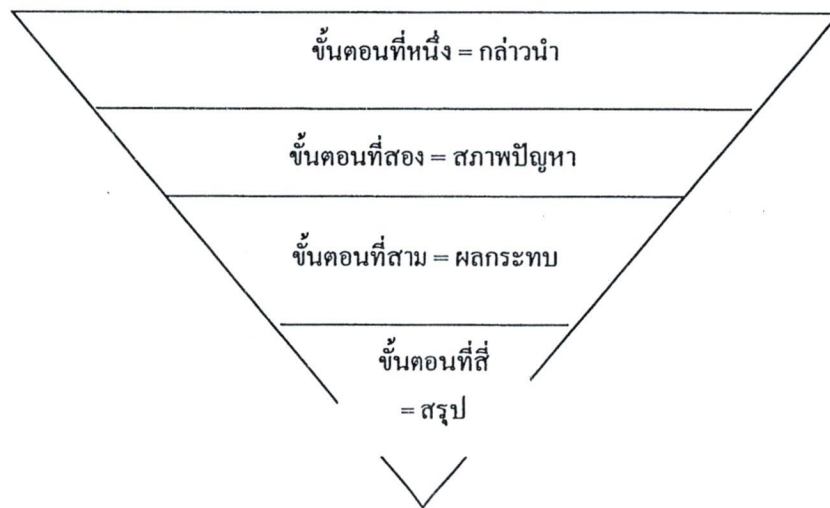 ขั้นตอนที่หนึ่ง = กล่าวนำ
ขั้นตอนที่สอง = สภาพปัญหา
ขั้นตอนที่สาม = ผลกระทบ
ขั้นตอนที่สี่
= สรุป